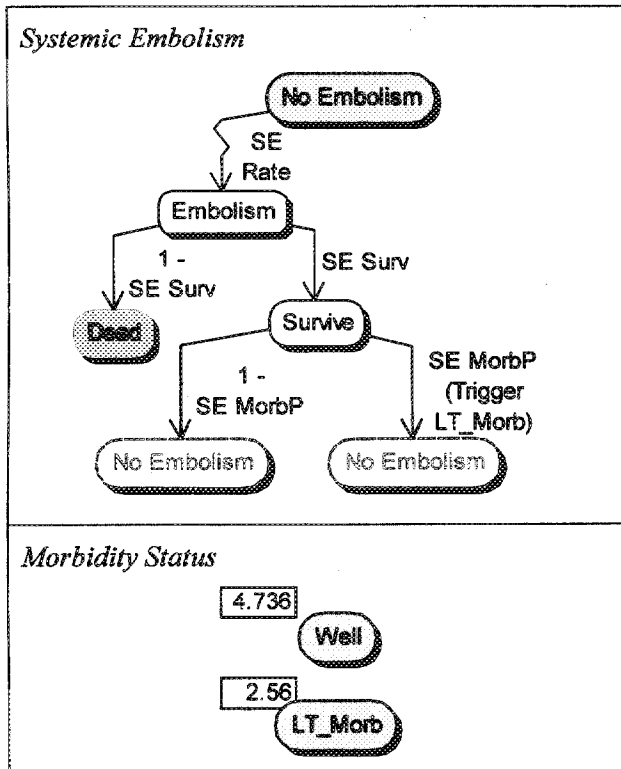 Systemic Embolism
No Embolism
SE
Rate
Embolism
1 -
SE Surv
SE Surv
Dead
Survive
1 -
SE MorbP
SE MorbP
(Trigger
LT_Morb)
No Embolism
No Embolism
Morbidity Status
4.736
Well
2.56
LT_Morb